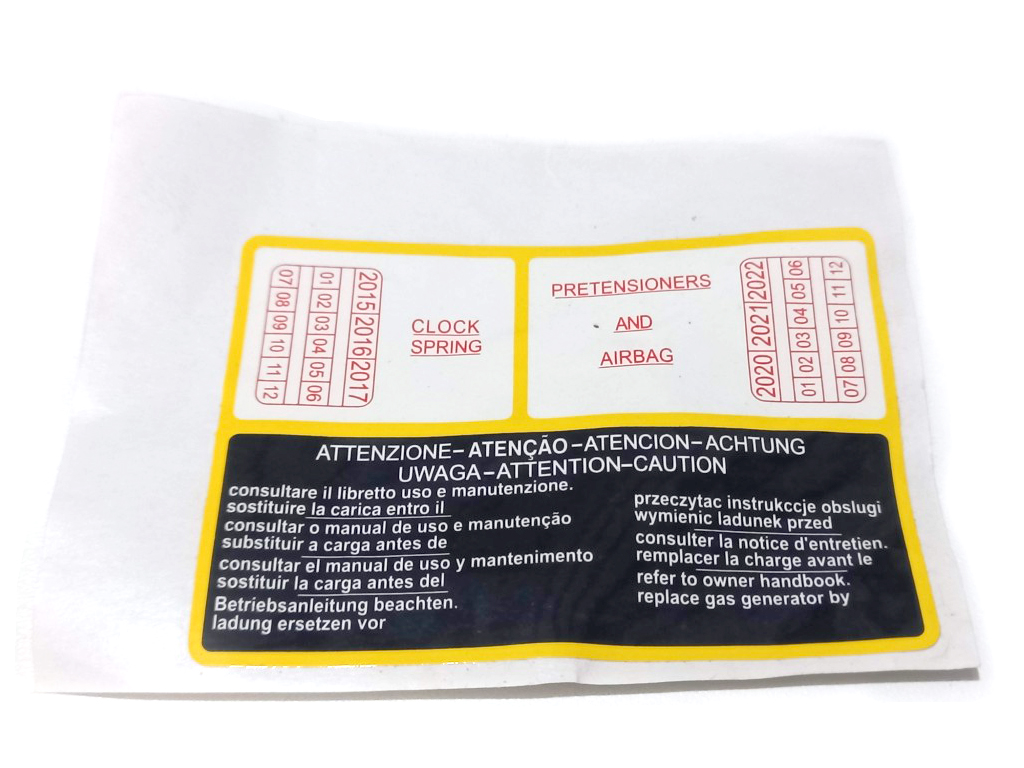 2015 2016 2017
01 02 03 04 05 06
07 08 09 10 11 12
CLOCK
SPRING
PRETENSIONERS
AND
AIRBAG
2020 2021 2022
01 02 03 04 05 06
07 08 09 10 11 12
ATTENZIONE-ATENÇÃO-ATENCION-ACHTUNG
UWAGA-ATTENTION-CAUTION
consultare il libretto uso e manutenzione.
sostituire la carica entro il
consultar o manual de uso e manutenção
substituir a carga antes de
consultar el manual de uso y mantenimento
sostituir la carga antes del
Betriebsanleitung beachten.
ladung ersetzen vor
przeczytac instrukccje obslugi
wymienic ladunek przed
consulter la notice d'entretien.
remplacer la charge avant le
refer to owner handbook.
replace gas generator by